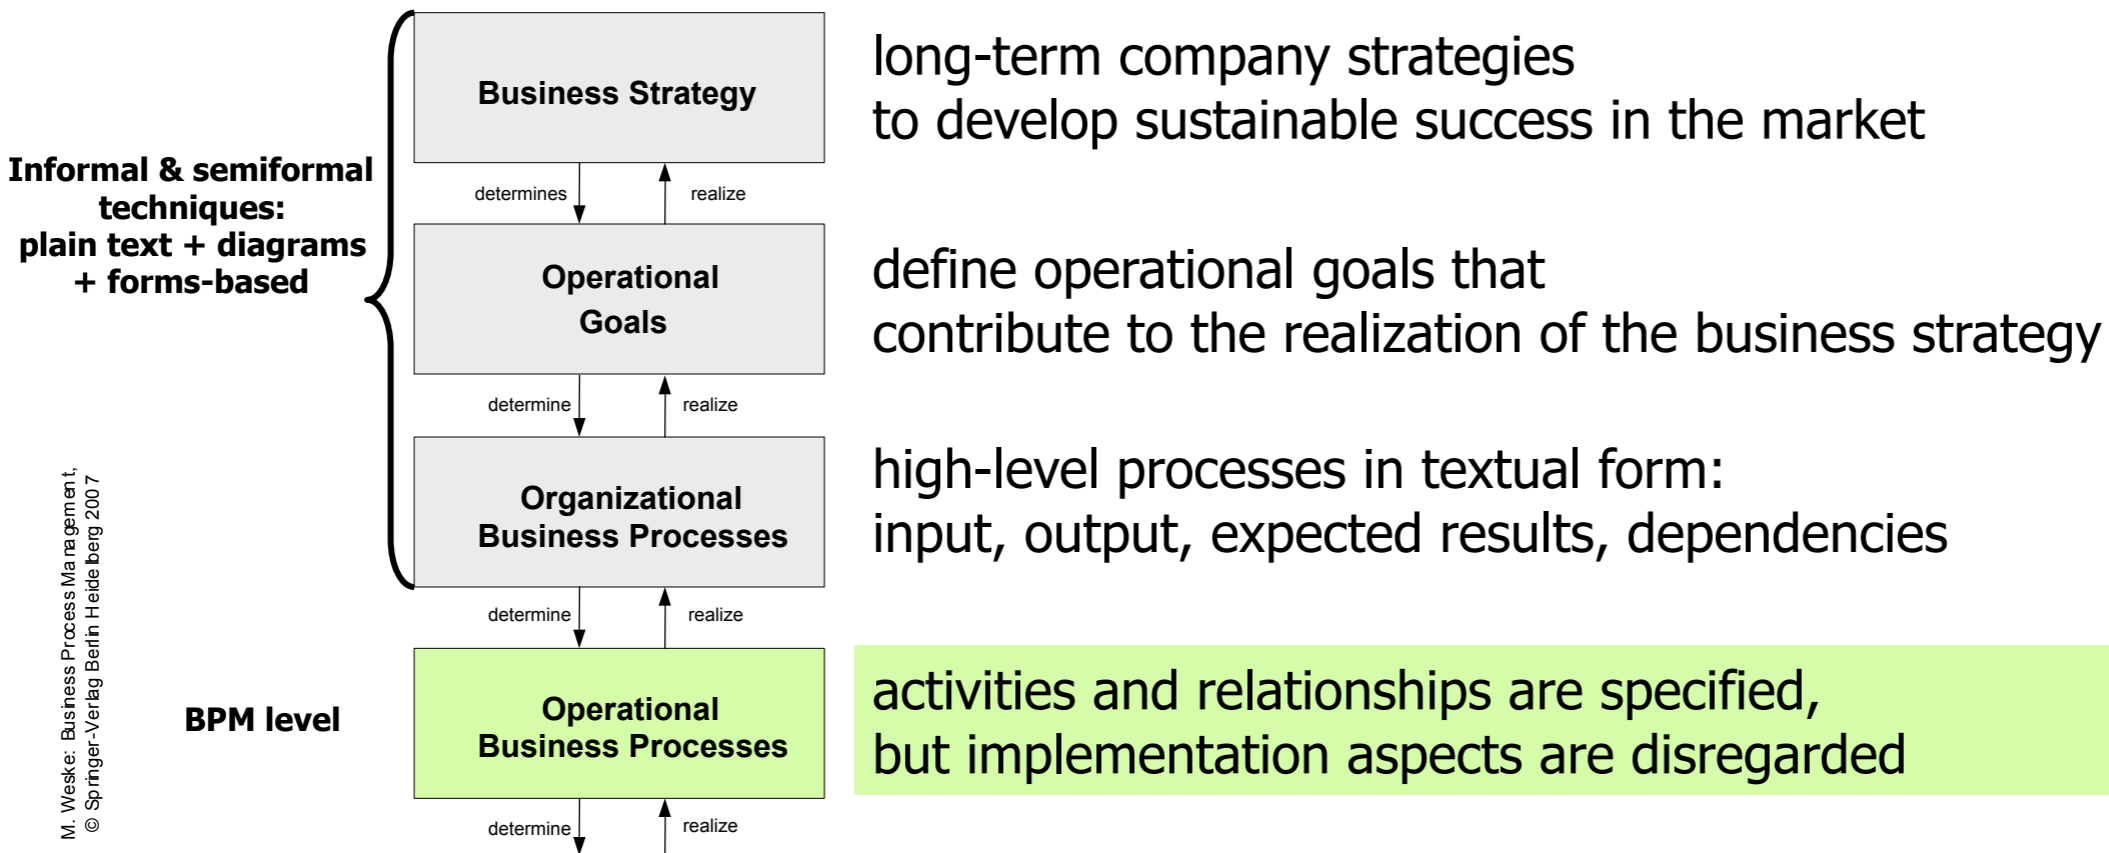 Business Strategy
long-term company strategies
to develop sustainable success in the market
Informal & semiformal
techniques:
plain text + diagrams
+ forms-based
determines
realize
Operational
Goals
define operational goals that
contribute to the realization of the business strategy
determine
realize
Organizational
Business Processes
high-level processes in textual form:
input, output, expected results, dependencies
determine
realize
BPM level
Operational
Business Processes
activities and relationships are specified,
but implementation aspects are disregarded
determine
realize
M. Weske: Business Process Management,
© Springer-Verlag Berlin Heidelberg 2007